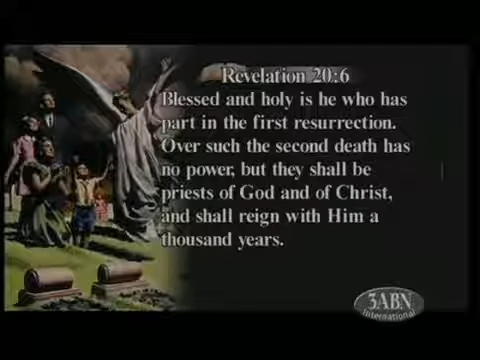 Revelation 20:6
Blessed and holy is he who has
part in the first resurrection.
Over such the second death has
no power, but they shall be
priests of God and of Christ,
and shall reign with Him a
thousand years.
3ABN
International